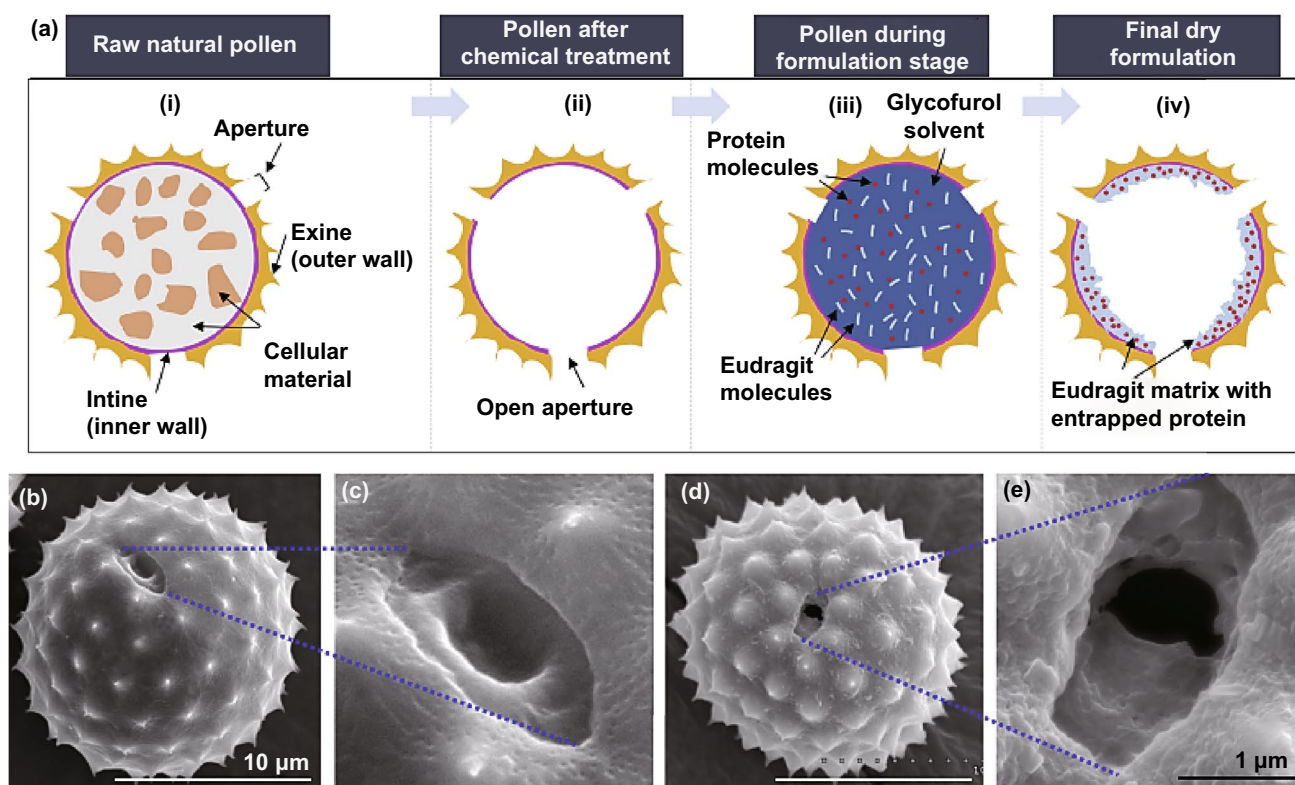 (a)
Raw natural pollen
Pollen after
chemical treatment
Pollen during
formulation stage
Final dry
formulation
(i)
Aperture
Exine
(outer wall)
Cellular
material
Intine
(inner wall)
(ii)
Open aperture
(iii)
Glycofurol
solvent
Protein
molecules
Eudragit
molecules
(iv)
Eudragit matrix with
entrapped protein
(b)
10 μm
(c)
(d)
(e)
1 μm